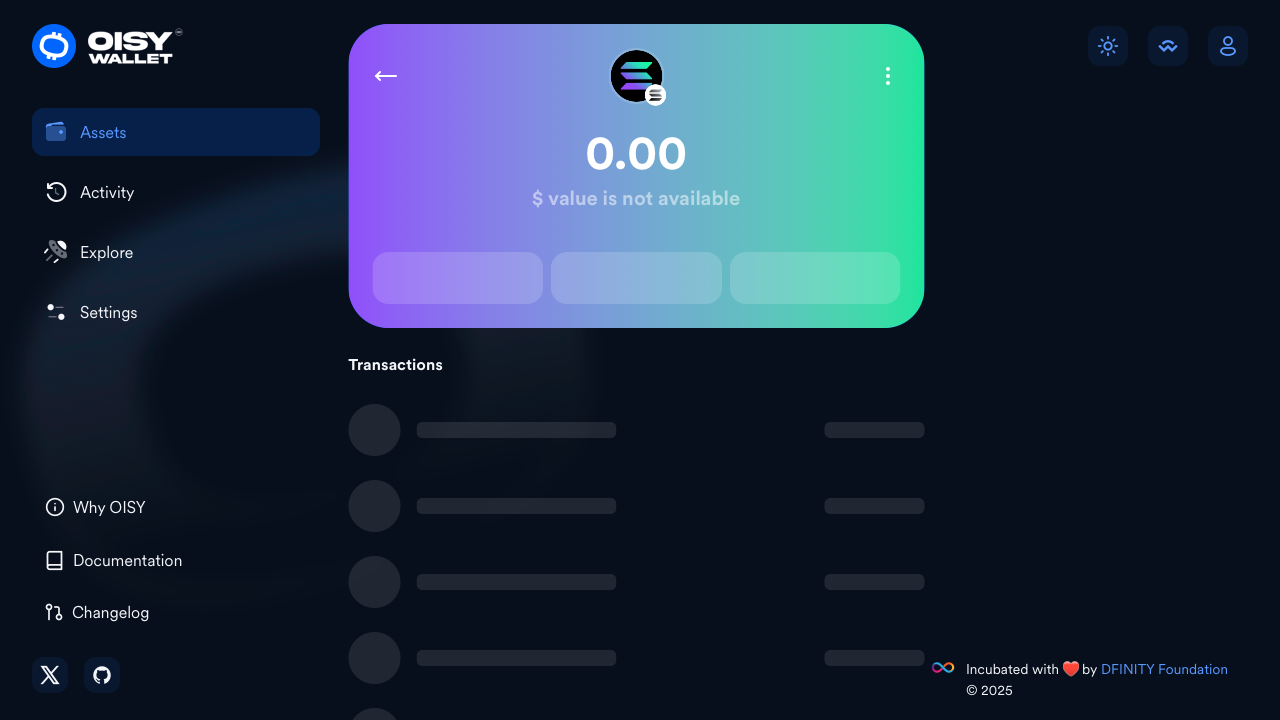 OISY
WALLET
Assets
Activity
Explore
Settings
Why OISY
Documentation
Changelog
0.00
$ value is not available
Transactions
Incubated with ❤️ by DFINITY Foundation
© 2025